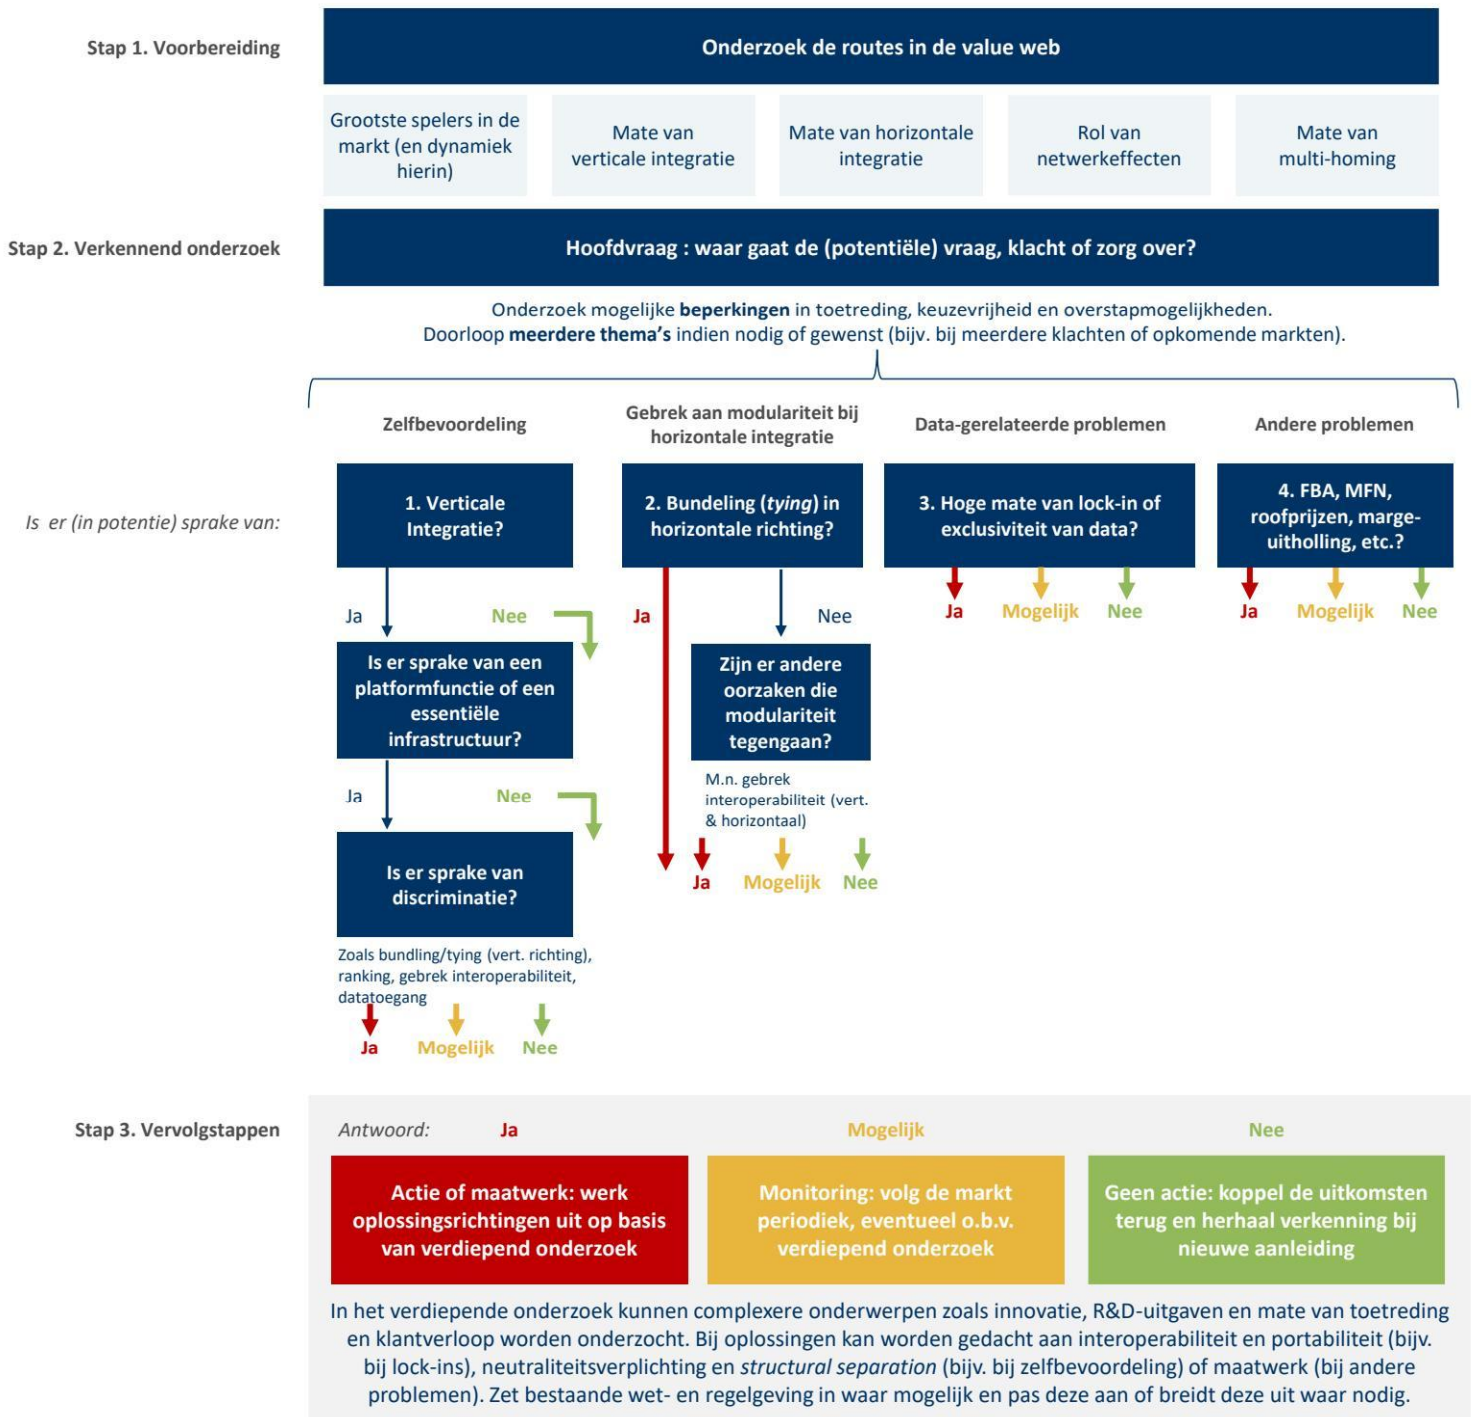 Stap 1. Voorbereiding
Onderzoek de routes in de value web
Grootste spelers in de
markt (en dynamiek
hierin)
Mate van
verticale integratie
Mate van horizontale
integratie
Rol van
netwerkeffecten
Mate van
multi-homing
Stap 2. Verkennend onderzoek
Hoofdvraag : waar gaat de (potentiële) vraag, klacht of zorg over?
Onderzoek mogelijke beperkingen in toetreding, keuzevrijheid en overstapmogelijkheden.
Doorloop meerdere thema's indien nodig of gewenst (bijv. bij meerdere klachten of opkomende markten).
Zelfbevoordeling
Gebrek aan modulariteit bij
horizontale integratie
Data-gerelateerde problemen
Andere problemen
Is er (in potentie) sprake van:
1. Verticale
Integratie?
2. Bundeling (tying) in
horizontale richting?
3. Hoge mate van lock-in of
exclusiviteit van data?
4. FBA, MFN,
roofprijzen, marge-
uitholling, etc.?
Ja
Nee
Ja
Nee
Ja
Mogelijk
Nee
Ja
Mogelijk
Nee
Is er sprake van een
platformfunctie of een
essentiële
infrastructuur?
Zijn er andere
oorzaken die
modulariteit
tegengaan?
M.n. gebrek
interoperabiliteit (vert.
& horizontaal)
Ja
Nee
Ja
Mogelijk
Nee
Is er sprake van
discriminatie?
Zoals bundling/tying (vert. richting),
ranking, gebrek interoperabiliteit,
datatoegang
Ja
Mogelijk
Nee
Stap 3. Vervolgstappen
Antwoord:
Ja
Mogelijk
Nee
Actie of maatwerk: werk
oplossingsrichtingen uit op basis
van verdiepend onderzoek
Monitoring: volg de markt
periodiek, eventueel o.b.v.
verdiepend onderzoek
Geen actie: koppel de uitkomsten
terug en herhaal verkenning bij
nieuwe aanleiding
In het verdiepende onderzoek kunnen complexere onderwerpen zoals innovatie, R&D-uitgaven en mate van toetreding
en klantverloop worden onderzocht. Bij oplossingen kan worden gedacht aan interoperabiliteit en portabiliteit (bijv.
bij lock-ins), neutraliteitsverplichting en structural separation (bijv. bij zelfbevoordeling) of maatwerk (bij andere
problemen). Zet bestaande wet- en regelgeving in waar mogelijk en pas deze aan of breidt deze uit waar nodig.